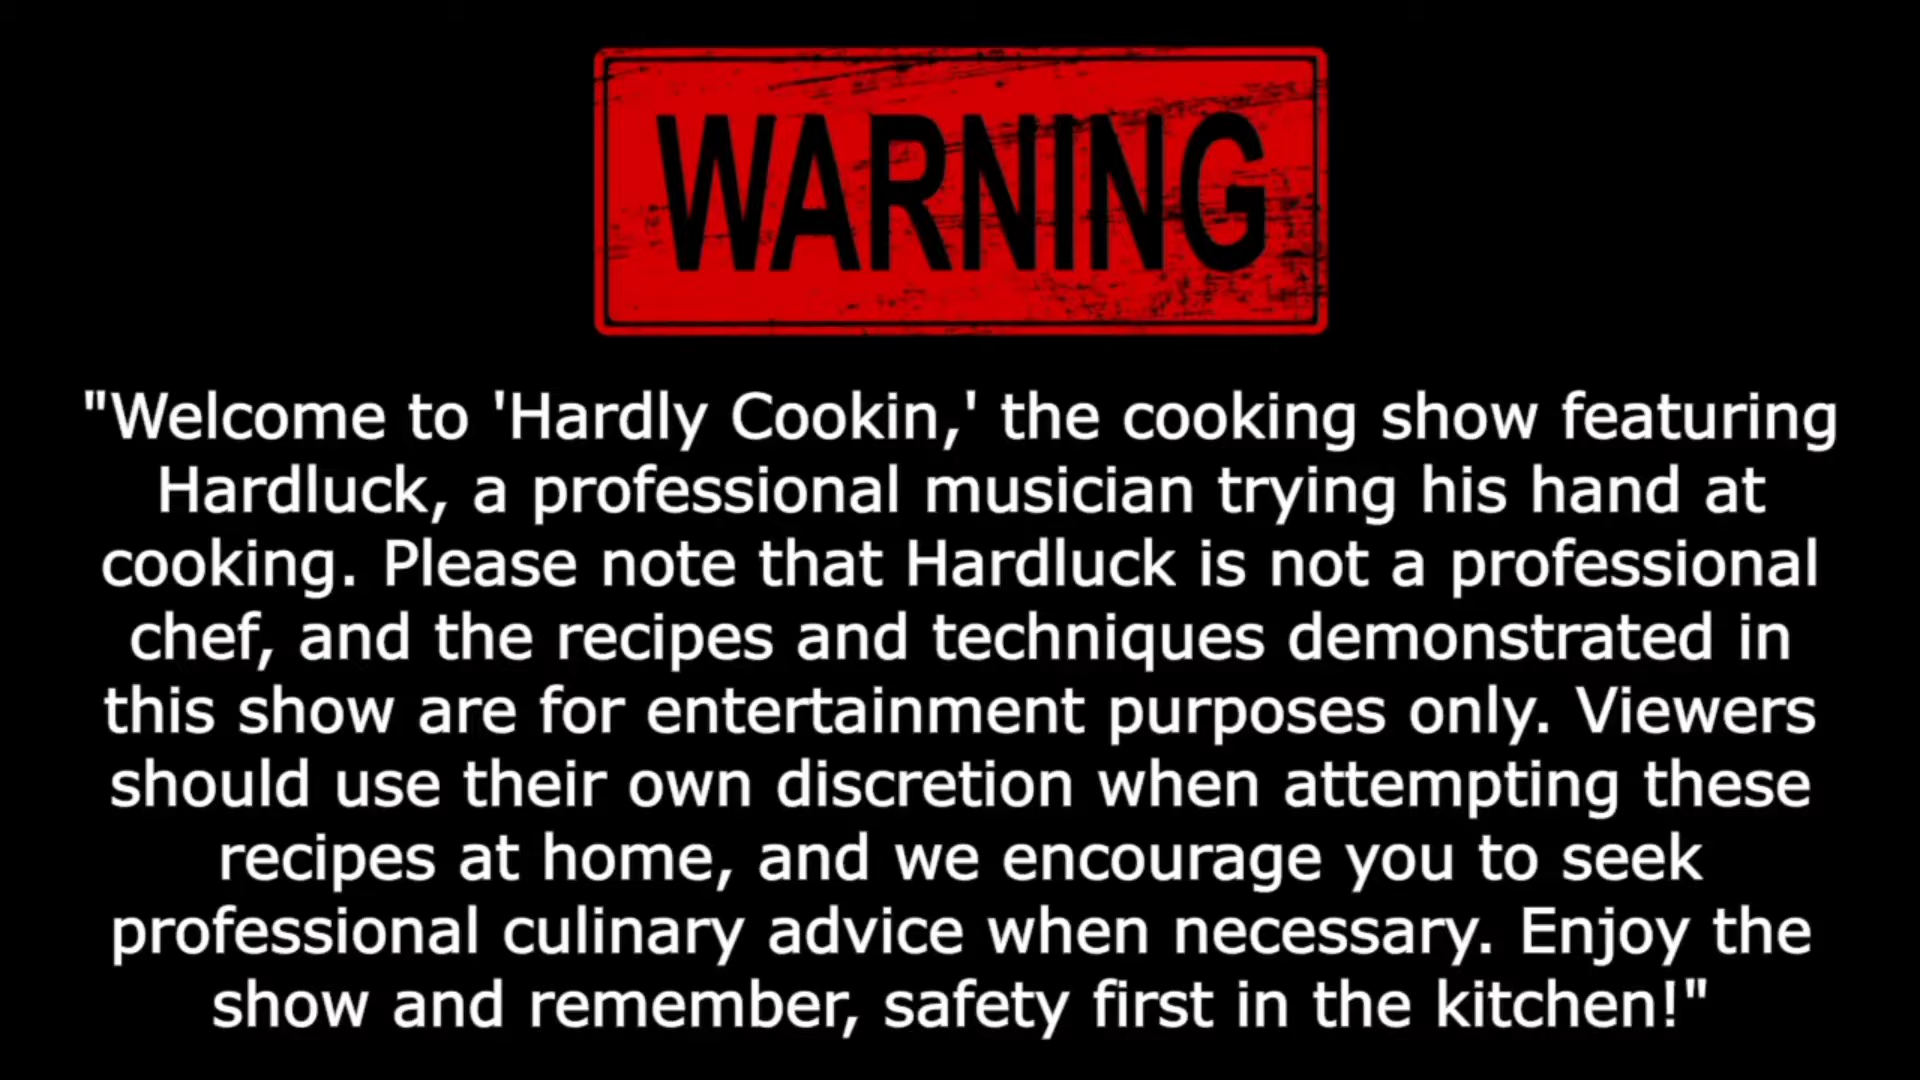 WARNING
"Welcome to 'Hardly Cookin,' the cooking show featuring
Hardluck, a professional musician trying his hand at
cooking. Please note that Hardluck is not a professional
chef, and the recipes and techniques demonstrated in
this show are for entertainment purposes only. Viewers
should use their own discretion when attempting these
recipes at home, and we encourage you to seek
professional culinary advice when necessary. Enjoy the
show and remember, safety first in the kitchen!"